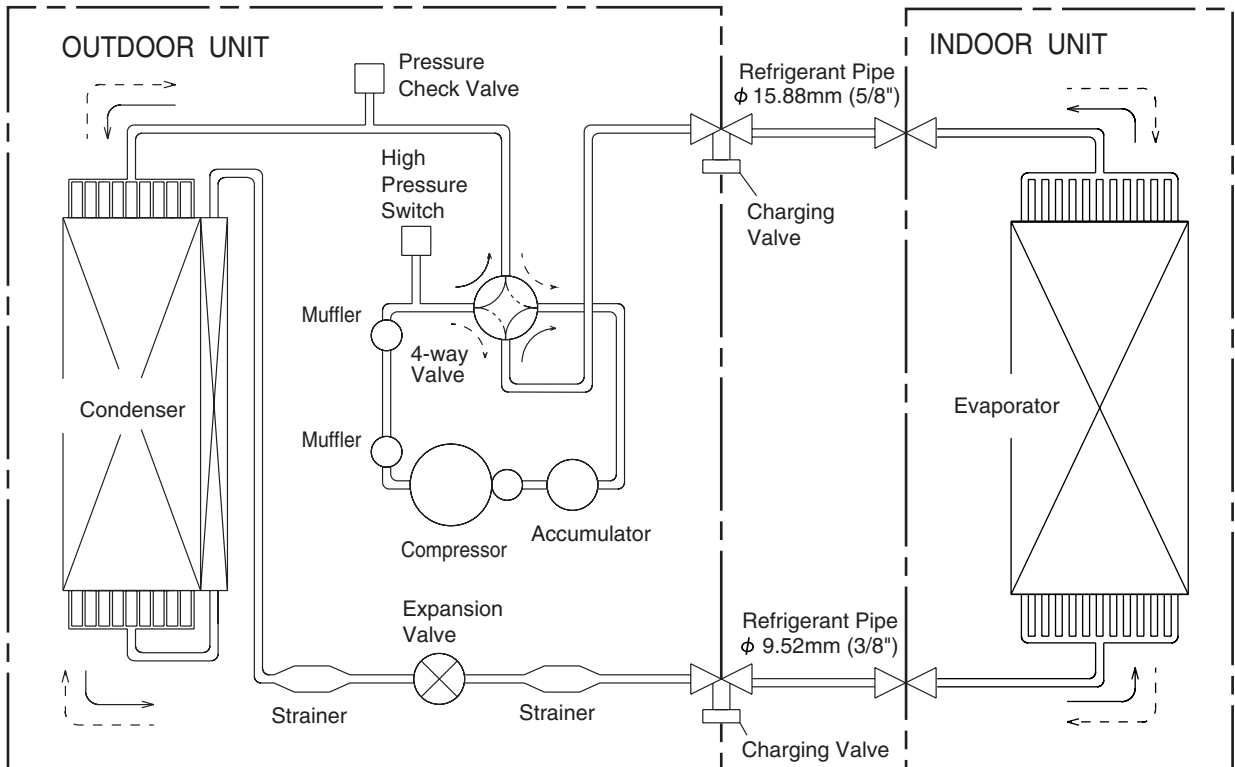 OUTDOOR UNIT
INDOOR UNIT
Pressure
Check Valve
Refrigerant Pipe
ϕ 15.88mm (5/8")
High
Pressure
Switch
Charging
Valve
Muffler
4-way
Valve
Condenser
Evaporator
Muffler
Compressor
Accumulator
Expansion
Valve
Refrigerant Pipe
ϕ 9.52mm (3/8")
Strainer
Strainer
Charging Valve